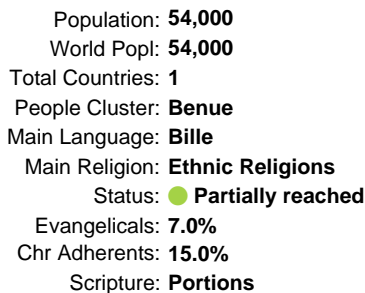 Population: 54,000
World Popl: 54,000
Total Countries: 1
People Cluster: Benue
Main Language: Bille
Main Religion: Ethnic Religions
Status: Partially reached
Evangelicals: 7.0%
Chr Adherents: 15.0%
Scripture: Portions